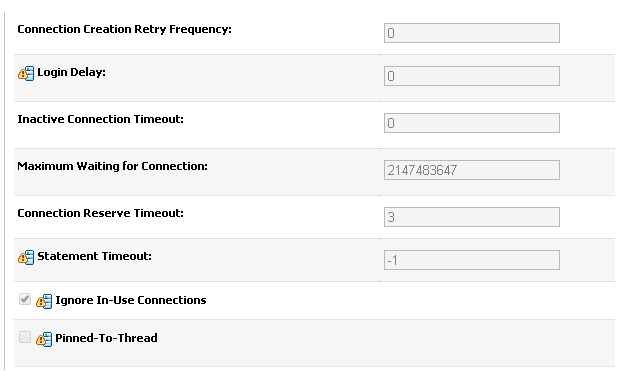 Connection Creation Retry Frequency:
0
Login Delay:
0
Inactive Connection Timeout:
0
Maximum Waiting for Connection:
2147483647
Connection Reserve Timeout:
3
Statement Timeout:
-1
Ignore In-Use Connections
Pinned-To-Thread